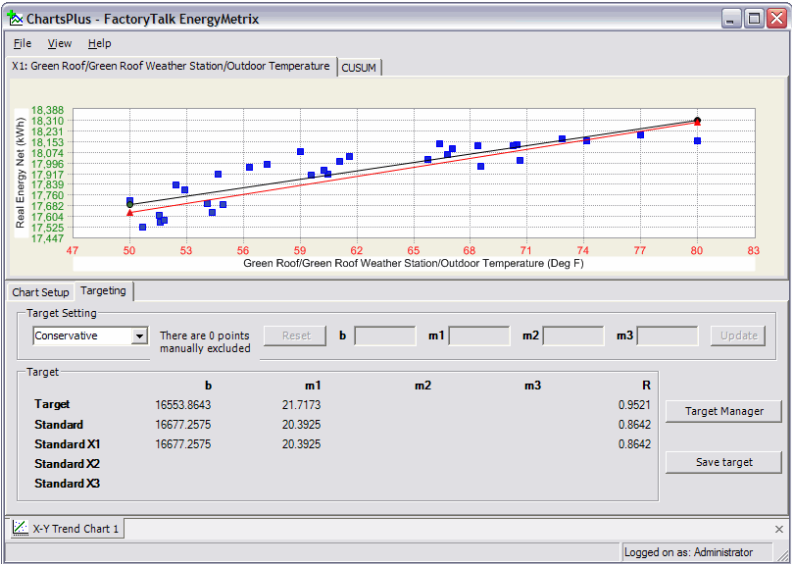 ChartsPlus - FactoryTalk EnergyMetrix
File View Help
X1: Green Roof/Green Roof Weather Station/Outdoor Temperature CUSUM
Real Energy Net (kWh)
18,388
18,310
18,231
18,153
18,074
17,996
17,917
17,839
17,760
17,682
17,604
17,525
17,447
47 50 53 56 59 62 65 68 71 74 77 80 83
Green Roof/Green Roof Weather Station/Outdoor Temperature (Deg F)
Chart Setup Targeting
Target Setting
Conservative There are 0 points Reset b m1 m2 m3 Update
manually excluded
Target
b m1 m2 m3 R
Target 16553.8643 21.7173 0.9521 Target Manager
Standard 16677.2575 20.3925 0.8642
Standard X1 16677.2575 20.3925 0.8642
Standard X2 Save target
Standard X3
X-Y Trend Chart 1
Logged on as: Administrator